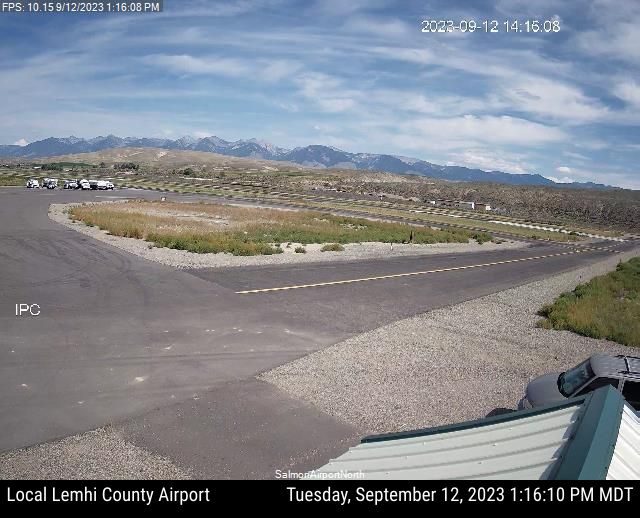 FPS: 10.15 9/12/2023 1:16:08 PM
2023-09-12 14:15:08
IPC
SalmonAirportNorth
Local Lemhi County Airport Tuesday, September 12, 2023 1:16:10 PM MDT